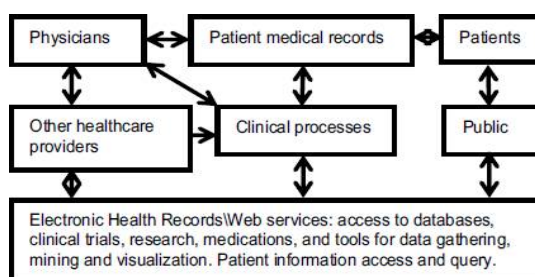 Physicians
Patient medical records
Patients
Other healthcare
providers
Clinical processes
Public
Electronic Health Records\Web services: access to databases,
clinical trials, research, medications, and tools for data gathering,
mining and visualization. Patient information access and query.